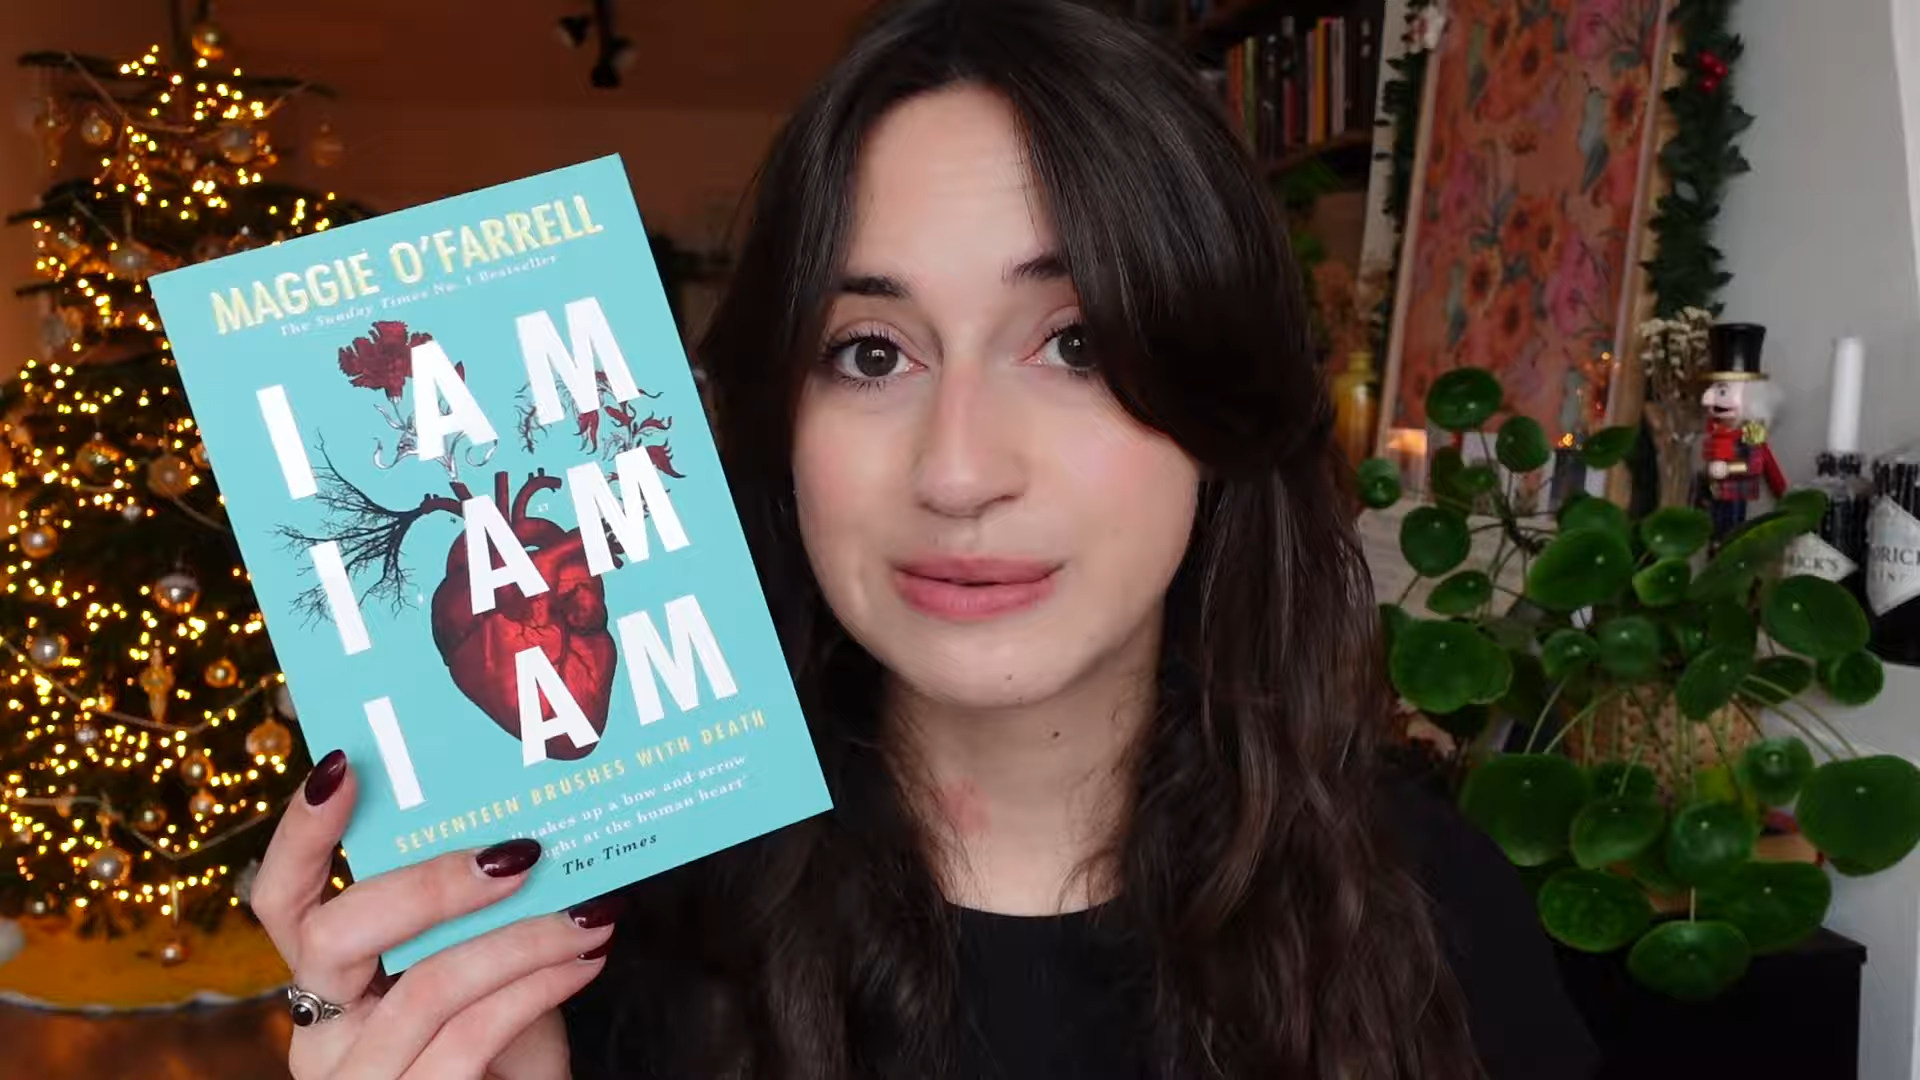 MAGGIE O'FARRELL
The Sunday Times No. 1 Bestseller
I AM
I AM
I AM
SEVENTEEN BRUSHES WITH DEATH
takes up a bow and arrow
at the human heart'
The Times